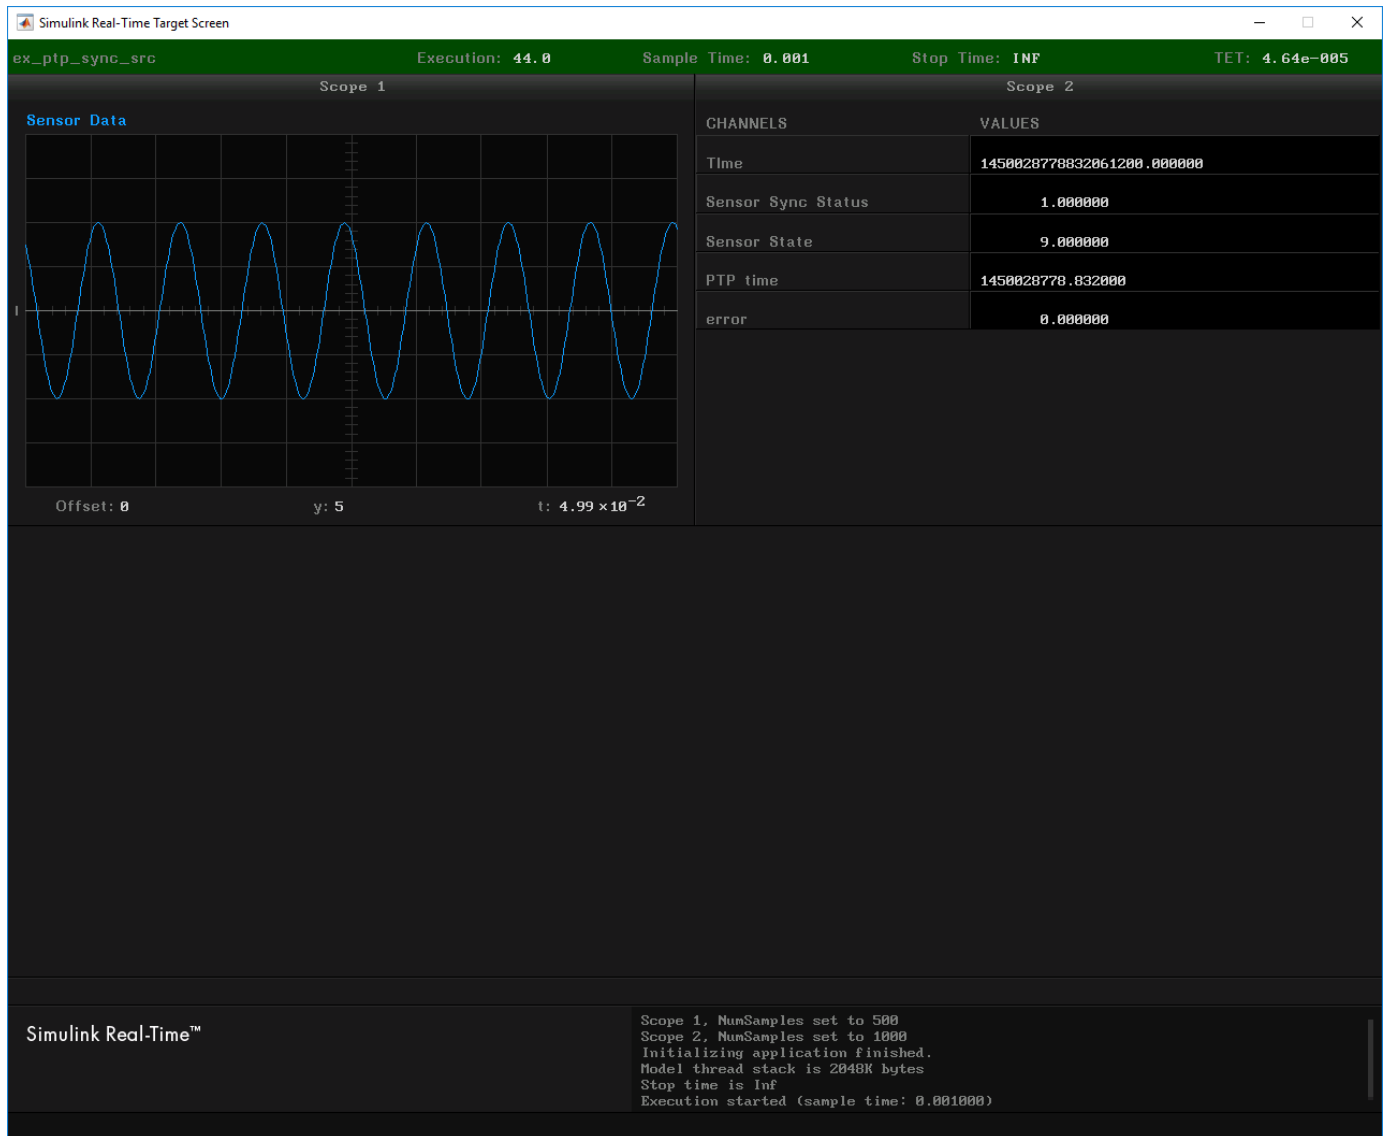 Simulink Real-Time Target Screen
ex_ptp_sync_src Execution: 44.0 Sample Time: 0.001 Stop Time: INF TET: 4.64e-005
Scope 1
Sensor Data
Offset: 0 y: 5 t: 4.99×10⁻²
Scope 2
CHANNELS VALUES
TIme 1450028778832061200.000000
Sensor Sync Status 1.000000
Sensor State 9.000000
PTP time 1450028778.832000
error 0.000000
Simulink Real-Time™
Scope 1, NumSamples set to 500
Scope 2, NumSamples set to 1000
Initializing application finished.
Model thread stack is 2048K bytes
Stop time is Inf
Execution started (sample time: 0.001000)